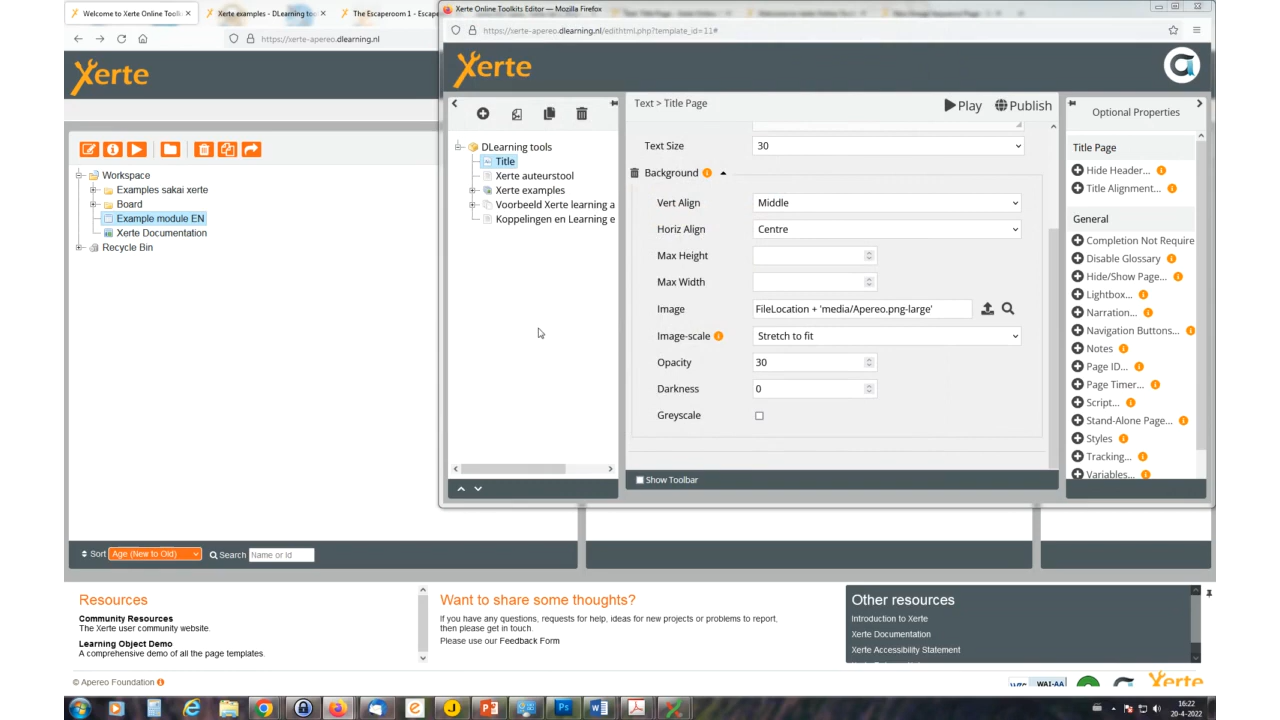 Welcome to Xerte Online Toolk
Xerte examples - DLearning to
The Escaperoom 1 - Escap
Xerte Online Toolkits Editor — Mozilla Firefox
https://xerte-apereo.dlearning.nl
https://xerte-apereo.dlearning.nl/edithtml.php?template_id=11#
Xerte
Xerte
Text > Title Page
Play
Publish
Optional Properties
DLearning tools
Title
Xerte auteurstool
Xerte examples
Voorbeeld Xerte learning a
Koppelingen en Learning e
Workspace
Examples sakai xerte
Board
Example module EN
Xerte Documentation
Recycle Bin
Text Size
30
Background
Vert Align
Middle
Horiz Align
Centre
Max Height
Max Width
Image
FileLocation + 'media/Apereo.png-large'
Image-scale
Stretch to fit
Opacity
30
Darkness
0
Greyscale
Show Toolbar
Title Page
Hide Header...
Title Alignment...
General
Completion Not Require
Disable Glossary
Hide/Show Page...
Lightbox...
Narration...
Navigation Buttons...
Notes
Page ID...
Page Timer...
Script...
Stand-Alone Page...
Styles
Tracking...
Variables...
Sort
Age (New to Old)
Search
Name or Id
Resources
Community Resources
The Xerte user community website.
Learning Object Demo
A comprehensive demo of all the page templates.
Want to share some thoughts?
If you have any questions, requests for help, ideas for new projects or problems to report,
then please get in touch.
Please use our Feedback Form
Other resources
Introduction to Xerte
Xerte Documentation
Xerte Accessibility Statement
© Apereo Foundation
WAI-AA
Xerte
16:22
20-4-2022